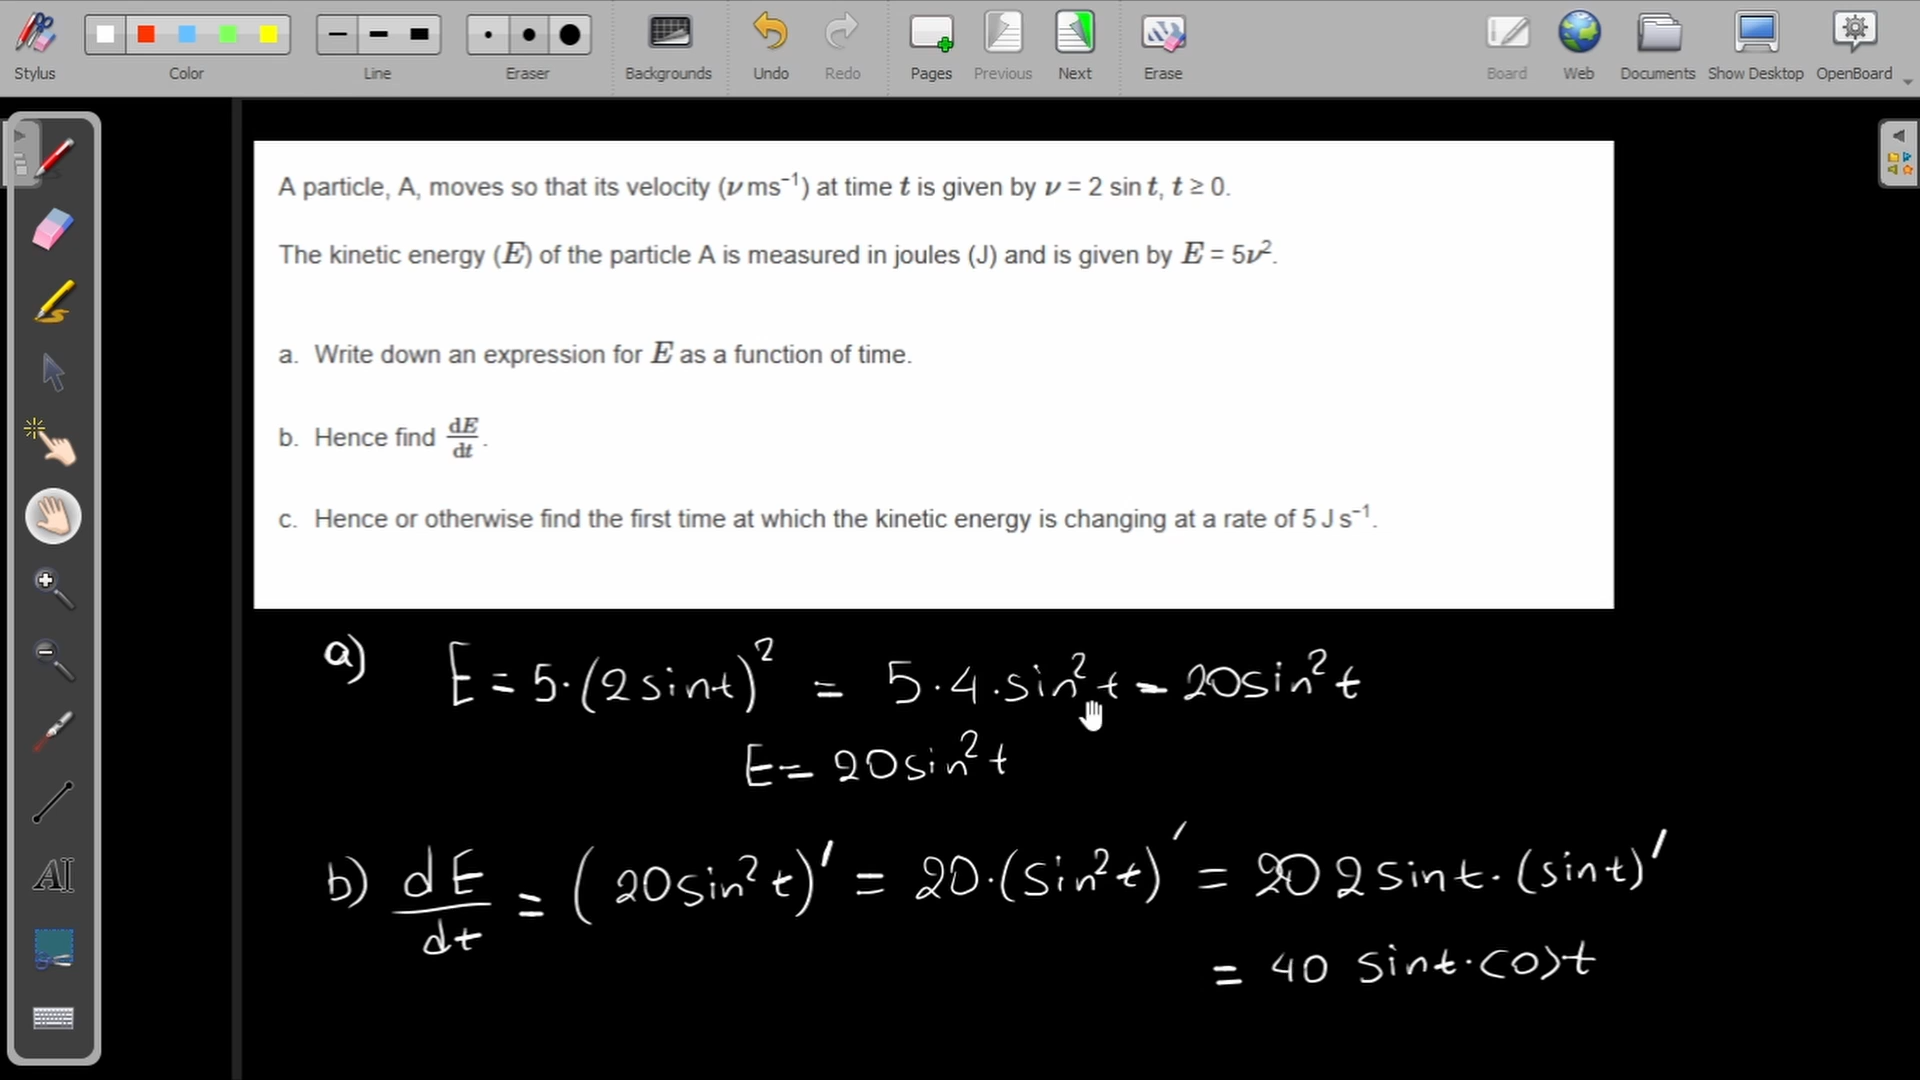 Stylus Color Line Eraser Backgrounds Undo Redo Pages Previous Next Erase Board Web Documents Show Desktop OpenBoard
A particle, A, moves so that its velocity (ν ms⁻¹) at time t is given by ν = 2 sin t, t ≥ 0.
The kinetic energy (E) of the particle A is measured in joules (J) and is given by E = 5ν².
a. Write down an expression for E as a function of time.
b. Hence find dE/dt.
c. Hence or otherwise find the first time at which the kinetic energy is changing at a rate of 5 J s⁻¹.
a) E = 5·(2sint)² = 5·4·sin²t = 20sin²t
E = 20sin²t
b) dE/dt = (20sin²t)' = 20·(sin²t)' = 20 2sint·(sint)'
= 40 sint·cost
AI